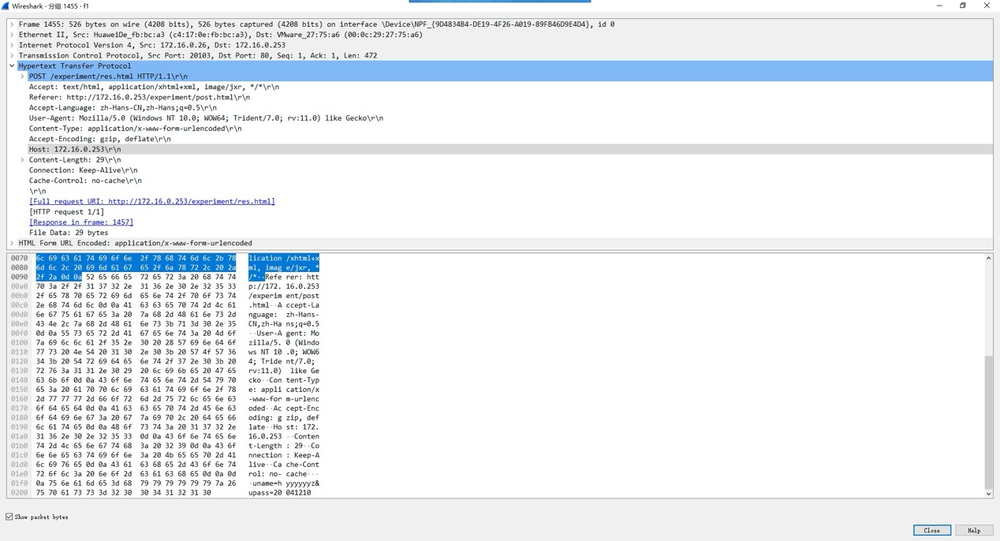 Wireshark · 分组 1455 · f1
Frame 1455: 526 bytes on wire (4208 bits), 526 bytes captured (4208 bits) on interface \Device\NPF_{9D4834B4-DE19-4F26-A019-89FB46D9E4D4}, id 0
Ethernet II, Src: HuaweiDe_fb:bc:a3 (c4:17:0e:fb:bc:a3), Dst: VMware_27:75:a6 (00:0c:29:27:75:a6)
Internet Protocol Version 4, Src: 172.16.0.26, Dst: 172.16.0.253
Transmission Control Protocol, Src Port: 20103, Dst Port: 80, Seq: 1, Ack: 1, Len: 472
Hypertext Transfer Protocol
POST /experiment/res.html HTTP/1.1\r\n
Accept: text/html, application/xhtml+xml, image/jxr, */*\r\n
Referer: http://172.16.0.253/experiment/post.html\r\n
Accept-Language: zh-Hans-CN,zh-Hans;q=0.5\r\n
User-Agent: Mozilla/5.0 (Windows NT 10.0; WOW64; Trident/7.0; rv:11.0) like Gecko\r\n
Content-Type: application/x-www-form-urlencoded\r\n
Accept-Encoding: gzip, deflate\r\n
Host: 172.16.0.253\r\n
Content-Length: 29\r\n
Connection: Keep-Alive\r\n
Cache-Control: no-cache\r\n
\r\n
[Full request URI: http://172.16.0.253/experiment/res.html]
[HTTP request 1/1]
[Response in frame: 1457]
File Data: 29 bytes
HTML Form URL Encoded: application/x-www-form-urlencoded
0070 6c 69 63 61 74 69 6f 6e 2f 78 68 74 6d 6c 2b 78 lication /xhtml+x
0080 6d 6c 2c 20 69 6d 61 67 65 2f 6a 78 72 2c 20 2a ml, imag e/jxr, *
0090 2f 2a 0d 0a 52 65 66 65 72 65 72 3a 20 68 74 74 /*··Refe rer: htt
00a0 70 3a 2f 2f 31 37 32 2e 31 36 2e 30 2e 32 35 33 p://172. 16.0.253
00b0 2f 65 78 70 65 72 69 6d 65 6e 74 2f 70 6f 73 74 /experim ent/post
00c0 2e 68 74 6d 6c 0d 0a 41 63 63 65 70 74 2d 4c 61 .html··A ccept-La
00d0 6e 67 75 61 67 65 3a 20 7a 68 2d 48 61 6e 73 2d nguage: zh-Hans-
00e0 43 4e 2c 7a 68 2d 48 61 6e 73 3b 71 3d 30 2e 35 CN,zh-Ha ns;q=0.5
00f0 0d 0a 55 73 65 72 2d 41 67 65 6e 74 3a 20 4d 6f ··User-A gent: Mo
0100 7a 69 6c 6c 61 2f 35 2e 30 20 28 57 69 6e 64 6f zilla/5. 0 (Windo
0110 77 73 20 4e 54 20 31 30 2e 30 3b 20 57 4f 57 36 ws NT 10 .0; WOW6
0120 34 3b 20 54 72 69 64 65 6e 74 2f 37 2e 30 3b 20 4; Tride nt/7.0;
0130 72 76 3a 31 31 2e 30 29 20 6c 69 6b 65 20 47 65 rv:11.0) like Ge
0140 63 6b 6f 0d 0a 43 6f 6e 74 65 6e 74 2d 54 79 70 cko··Con tent-Typ
0150 65 3a 20 61 70 70 6c 69 63 61 74 69 6f 6e 2f 78 e: appli cation/x
0160 2d 77 77 77 2d 66 6f 72 6d 2d 75 72 6c 65 6e 63 -www-for m-urlenc
0170 6f 64 65 64 0d 0a 41 63 63 65 70 74 2d 45 6e 63 oded··Ac cept-Enc
0180 6f 64 69 6e 67 3a 20 67 7a 69 70 2c 20 64 65 66 oding: g zip, def
0190 6c 61 74 65 0d 0a 48 6f 73 74 3a 20 31 37 32 2e late··Ho st: 172.
01a0 31 36 2e 30 2e 32 35 33 0d 0a 43 6f 6e 74 65 6e 16.0.253 ··Conten
01b0 74 2d 4c 65 6e 67 74 68 3a 20 32 39 0d 0a 43 6f t-Length : 29··Co
01c0 6e 6e 65 63 74 69 6f 6e 3a 20 4b 65 65 70 2d 41 nnection : Keep-A
01d0 6c 69 76 65 0d 0a 43 61 63 68 65 2d 43 6f 6e 74 live··Ca che-Cont
01e0 72 6f 6c 3a 20 6e 6f 2d 63 61 63 68 65 0d 0a 0d rol: no- cache···
01f0 0a 75 6e 61 6d 65 3d 68 79 79 79 79 79 79 7a 26 ·uname=h yyyyyyz&
0200 75 70 61 73 73 3d 32 30 30 34 31 32 31 30 upass=20 041210
Show packet bytes
Close
Help